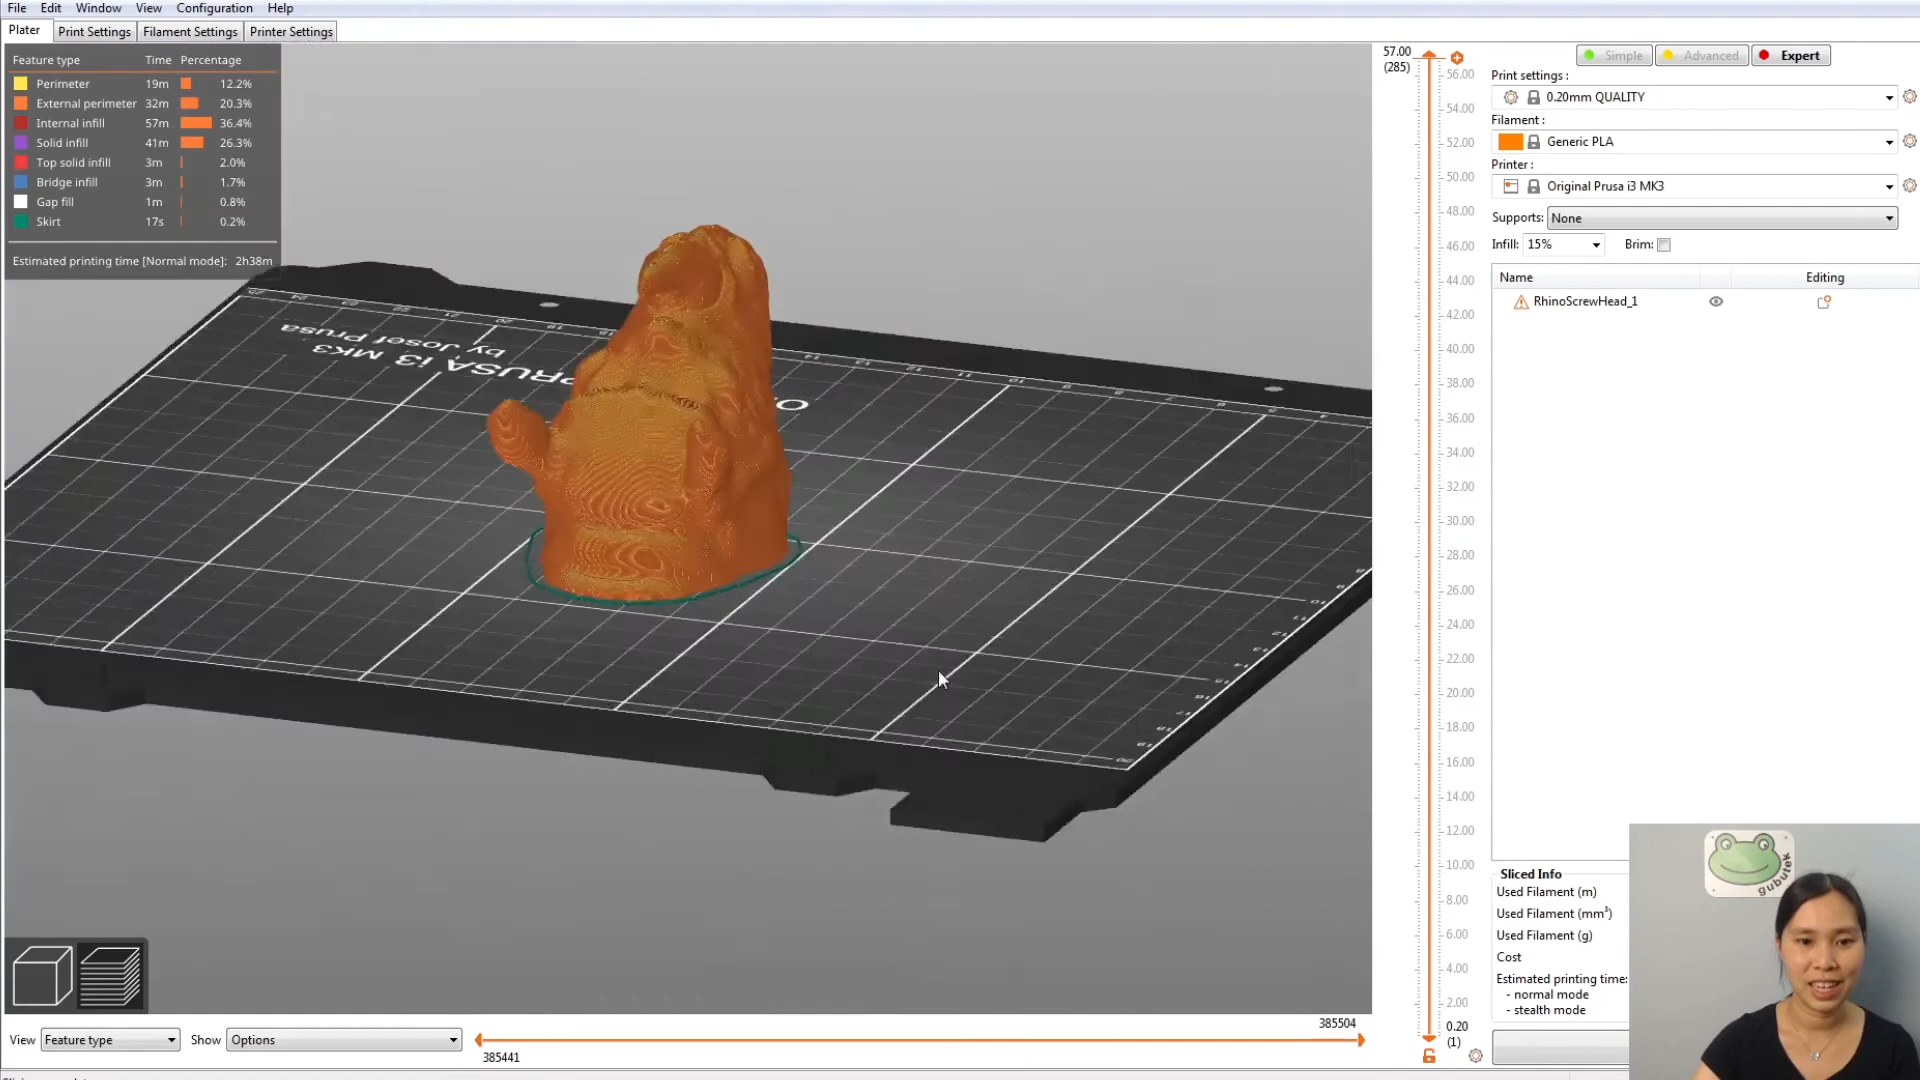 File Edit Window View Configuration Help
Plater Print Settings Filament Settings Printer Settings
Feature type Time Percentage
Perimeter 19m 12.2%
External perimeter 32m 20.3%
Internal infill 57m 36.4%
Solid infill 41m 26.3%
Top solid infill 3m 2.0%
Bridge infill 3m 1.7%
Gap fill 1m 0.8%
Skirt 17s 0.2%
Estimated printing time [Normal mode]: 2h38m
PRUSA i3 MK3
by Josef Prusa
57.00
(285)
56.00
54.00
52.00
50.00
48.00
46.00
44.00
42.00
40.00
38.00
36.00
34.00
32.00
30.00
28.00
26.00
24.00
22.00
20.00
18.00
16.00
14.00
12.00
10.00
8.00
6.00
4.00
2.00
0.20
(1)
Simple Advanced Expert
Print settings :
0.20mm QUALITY
Filament :
Generic PLA
Printer :
Original Prusa i3 MK3
Supports: None
Infill: 15% Brim:
Name Editing
RhinoScrewHead_1
Sliced Info
Used Filament (m)
Used Filament (mm³)
Used Filament (g)
Cost
Estimated printing time:
- normal mode
- stealth mode
gubutek
View Feature type Show Options
385504
385441